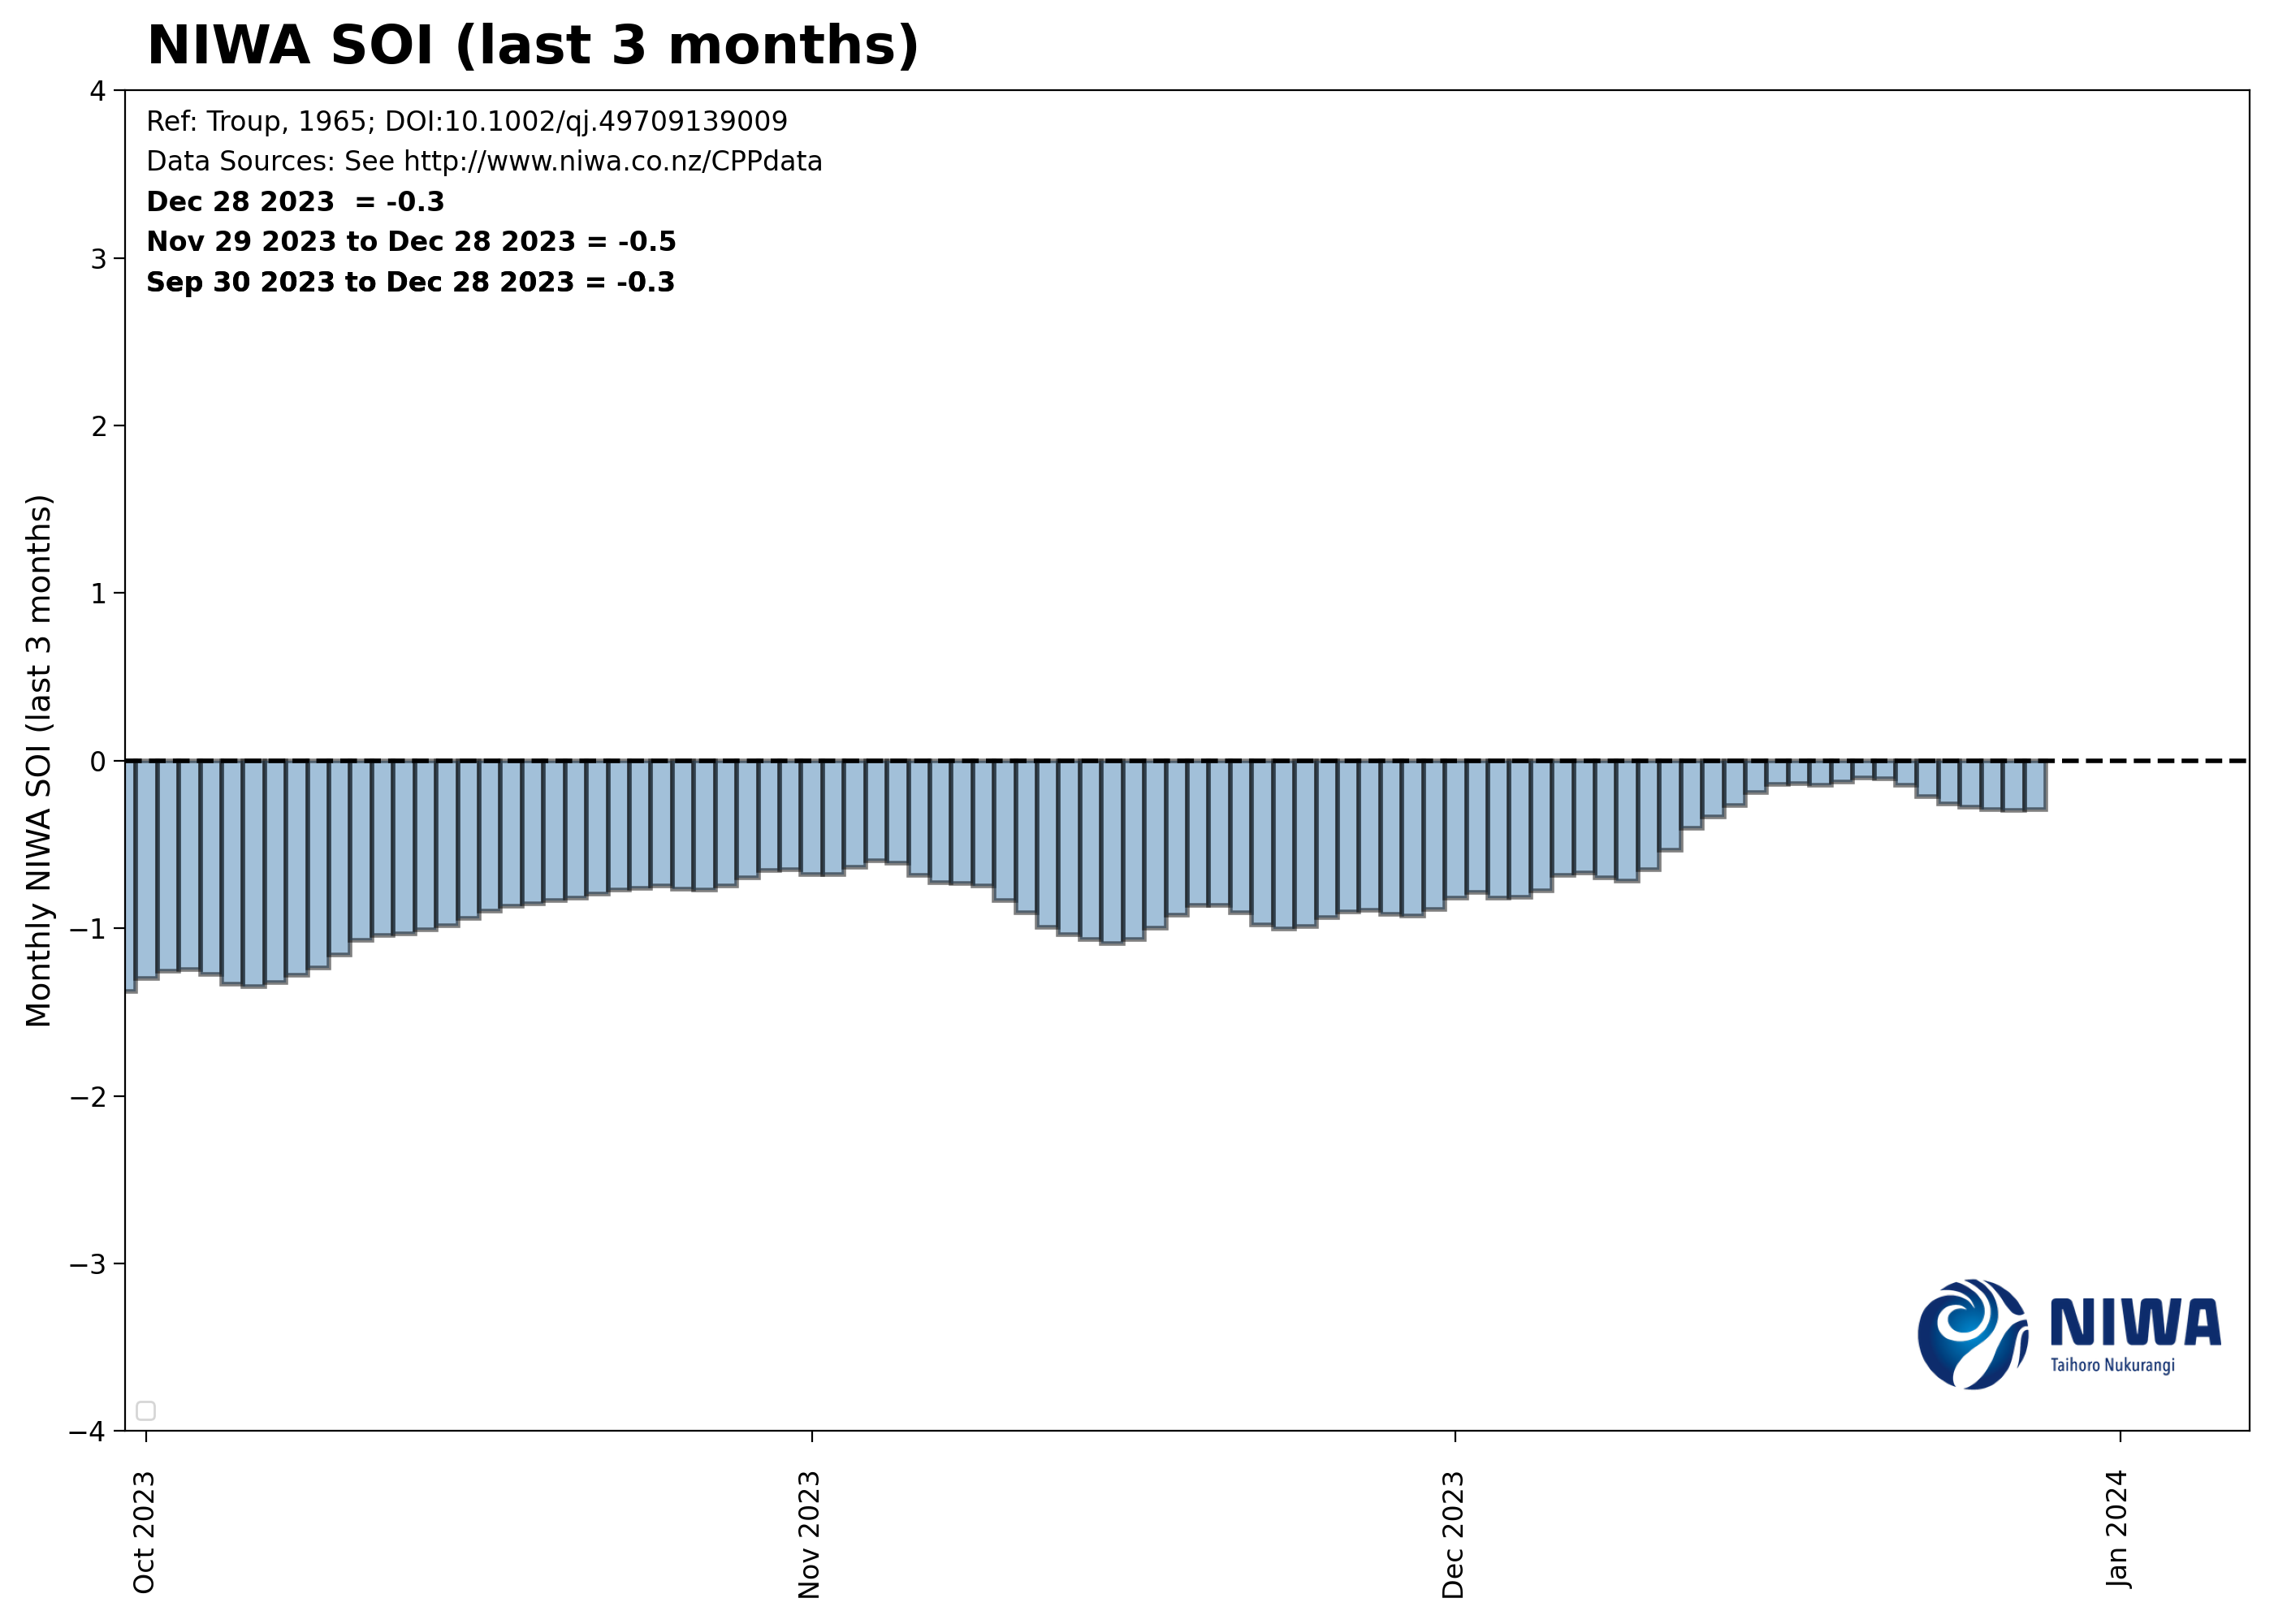 NIWA SOI (last 3 months)
Ref: Troup, 1965; DOI:10.1002/qj.49709139009
Data Sources: See http://www.niwa.co.nz/CPPdata
Dec 28 2023  = -0.3
Nov 29 2023 to Dec 28 2023 = -0.5
Sep 30 2023 to Dec 28 2023 = -0.3
Monthly NIWA SOI (last 3 months)
4
3
2
1
0
−1
−2
−3
−4
NIWA
Taihoro Nukurangi
Oct 2023
Nov 2023
Dec 2023
Jan 2024